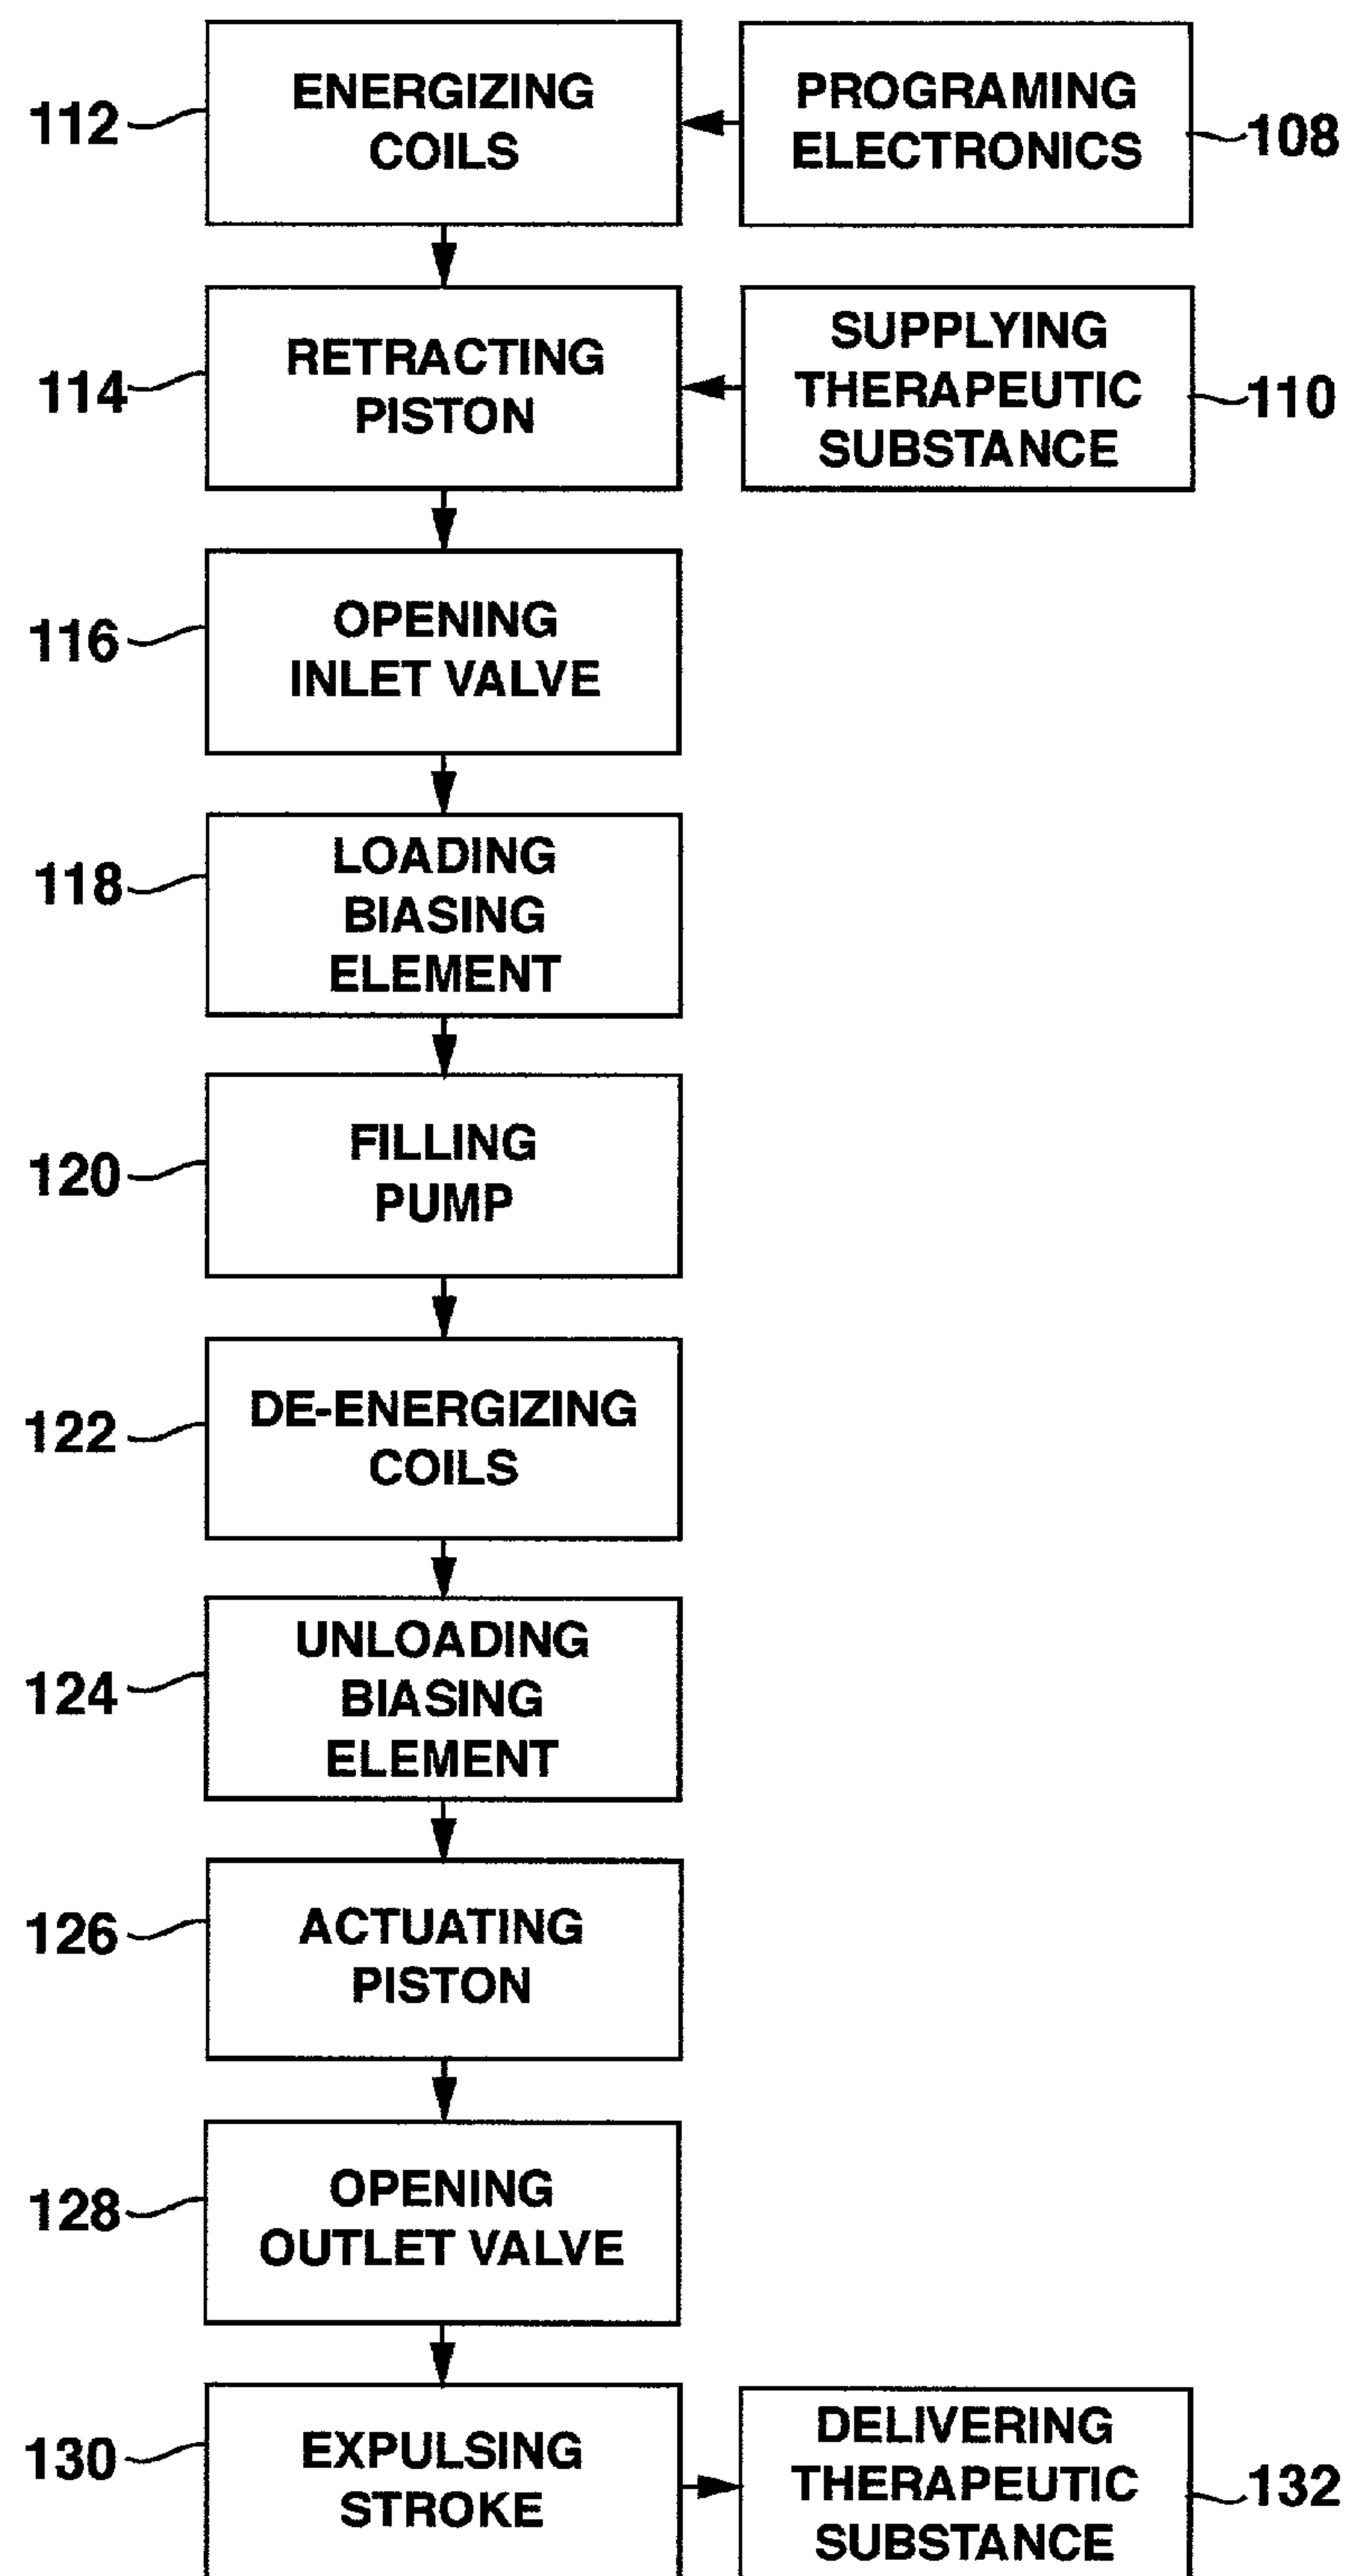 112
ENERGIZING
COILS
PROGRAMING
ELECTRONICS
108
114
RETRACTING
PISTON
SUPPLYING
THERAPEUTIC
SUBSTANCE
110
116
OPENING
INLET VALVE
118
LOADING
BIASING
ELEMENT
120
FILLING
PUMP
122
DE-ENERGIZING
COILS
124
UNLOADING
BIASING
ELEMENT
126
ACTUATING
PISTON
128
OPENING
OUTLET VALVE
130
EXPULSING
STROKE
DELIVERING
THERAPEUTIC
SUBSTANCE
132